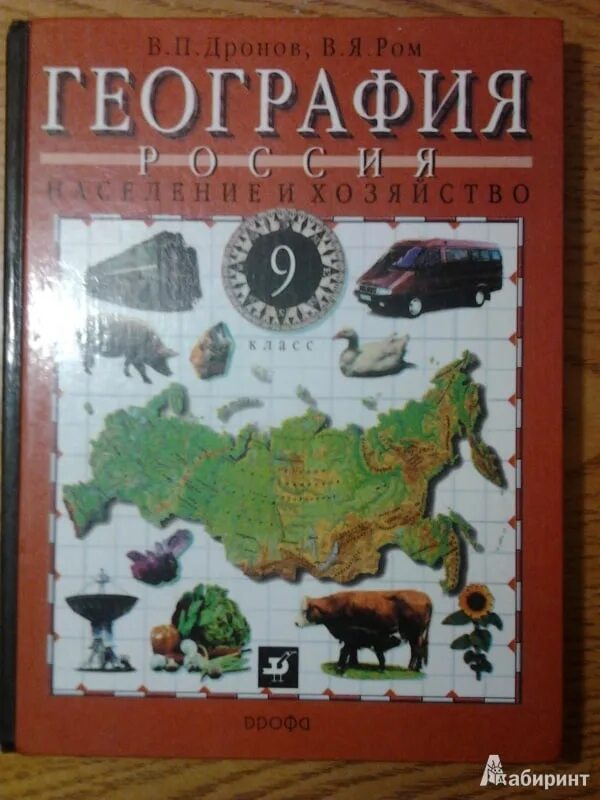 В.П.Дронов, В.Я.Ром
ГЕОГРАФИЯ
РОССИЯ
НАСЕЛЕНИЕ И ХОЗЯЙСТВО
9
класс
дрофа
Лабиринт